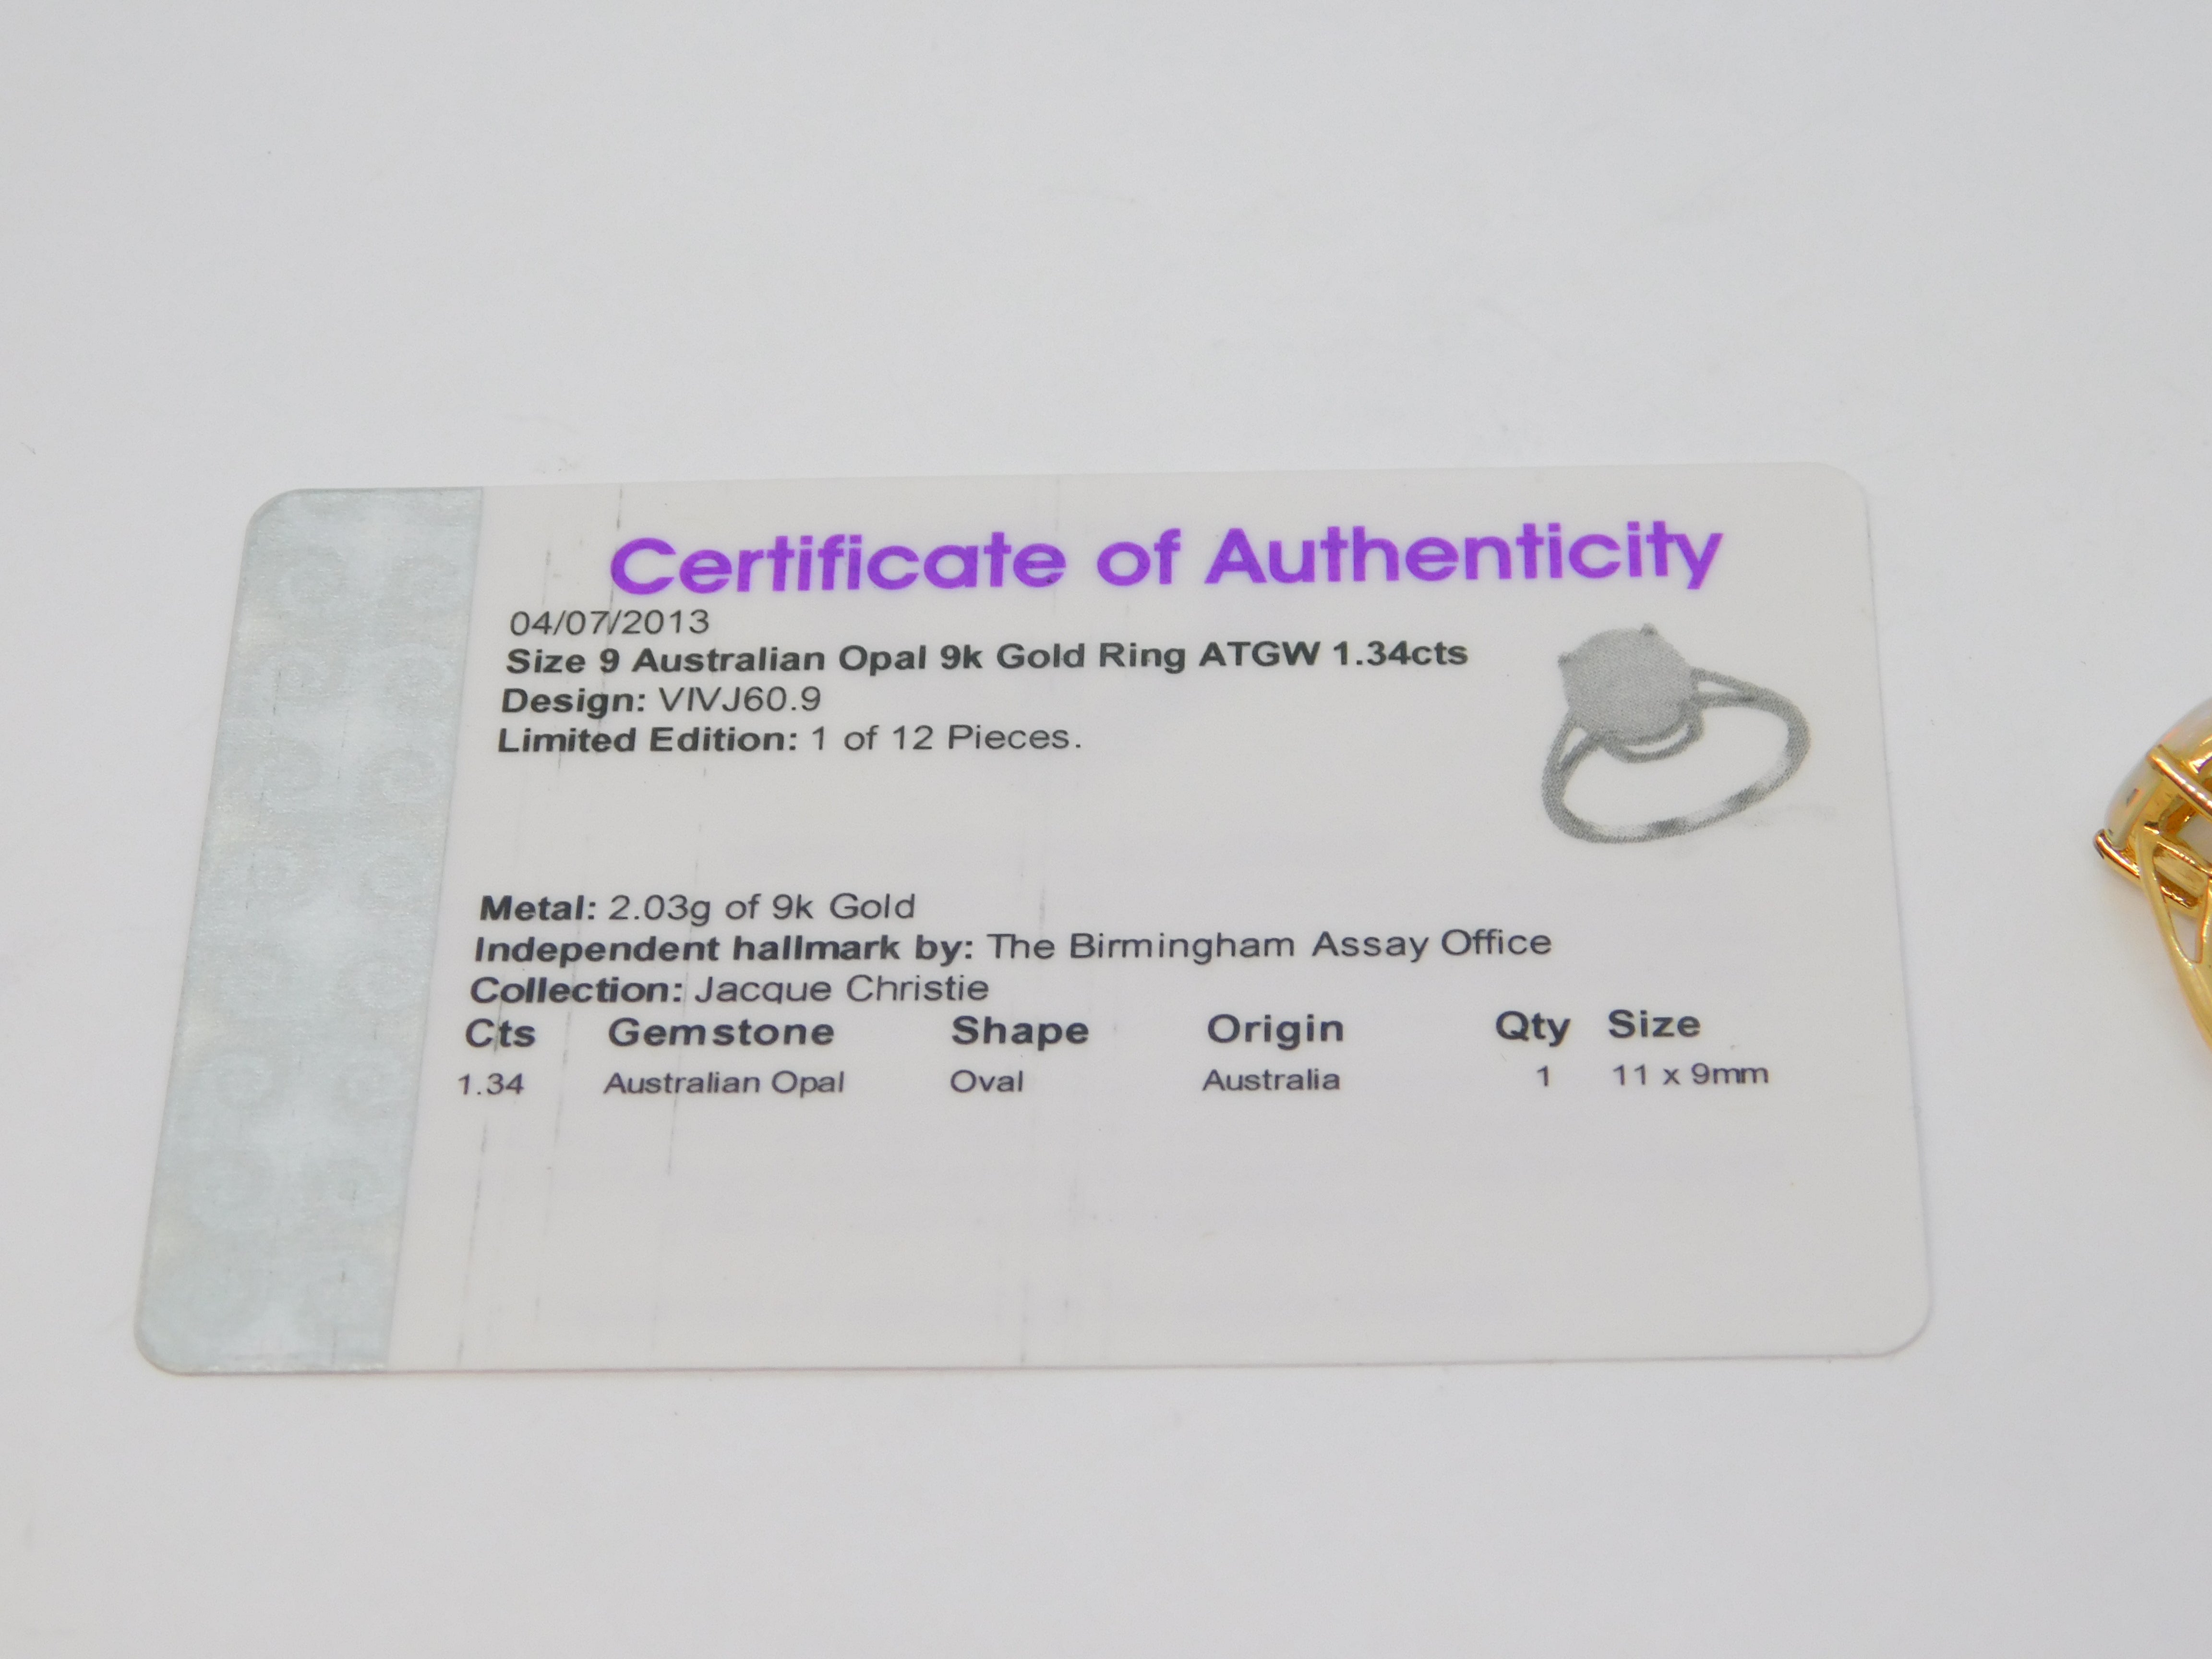 Certificate of Authenticity
04/07/2013
Size 9 Australian Opal 9k Gold Ring ATGW 1.34cts
Design: VIVJ60.9
Limited Edition: 1 of 12 Pieces.
Metal: 2.03g of 9k Gold
Independent hallmark by: The Birmingham Assay Office
Collection: Jacque Christie
Cts Gemstone Shape Origin Qty Size
1.34 Australian Opal Oval Australia 1 11 x 9mm